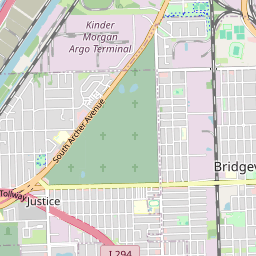 Kinder
Morgan
Argo Terminal
South Archer Avenue
Bridgev
Tollway
Justice
I 294